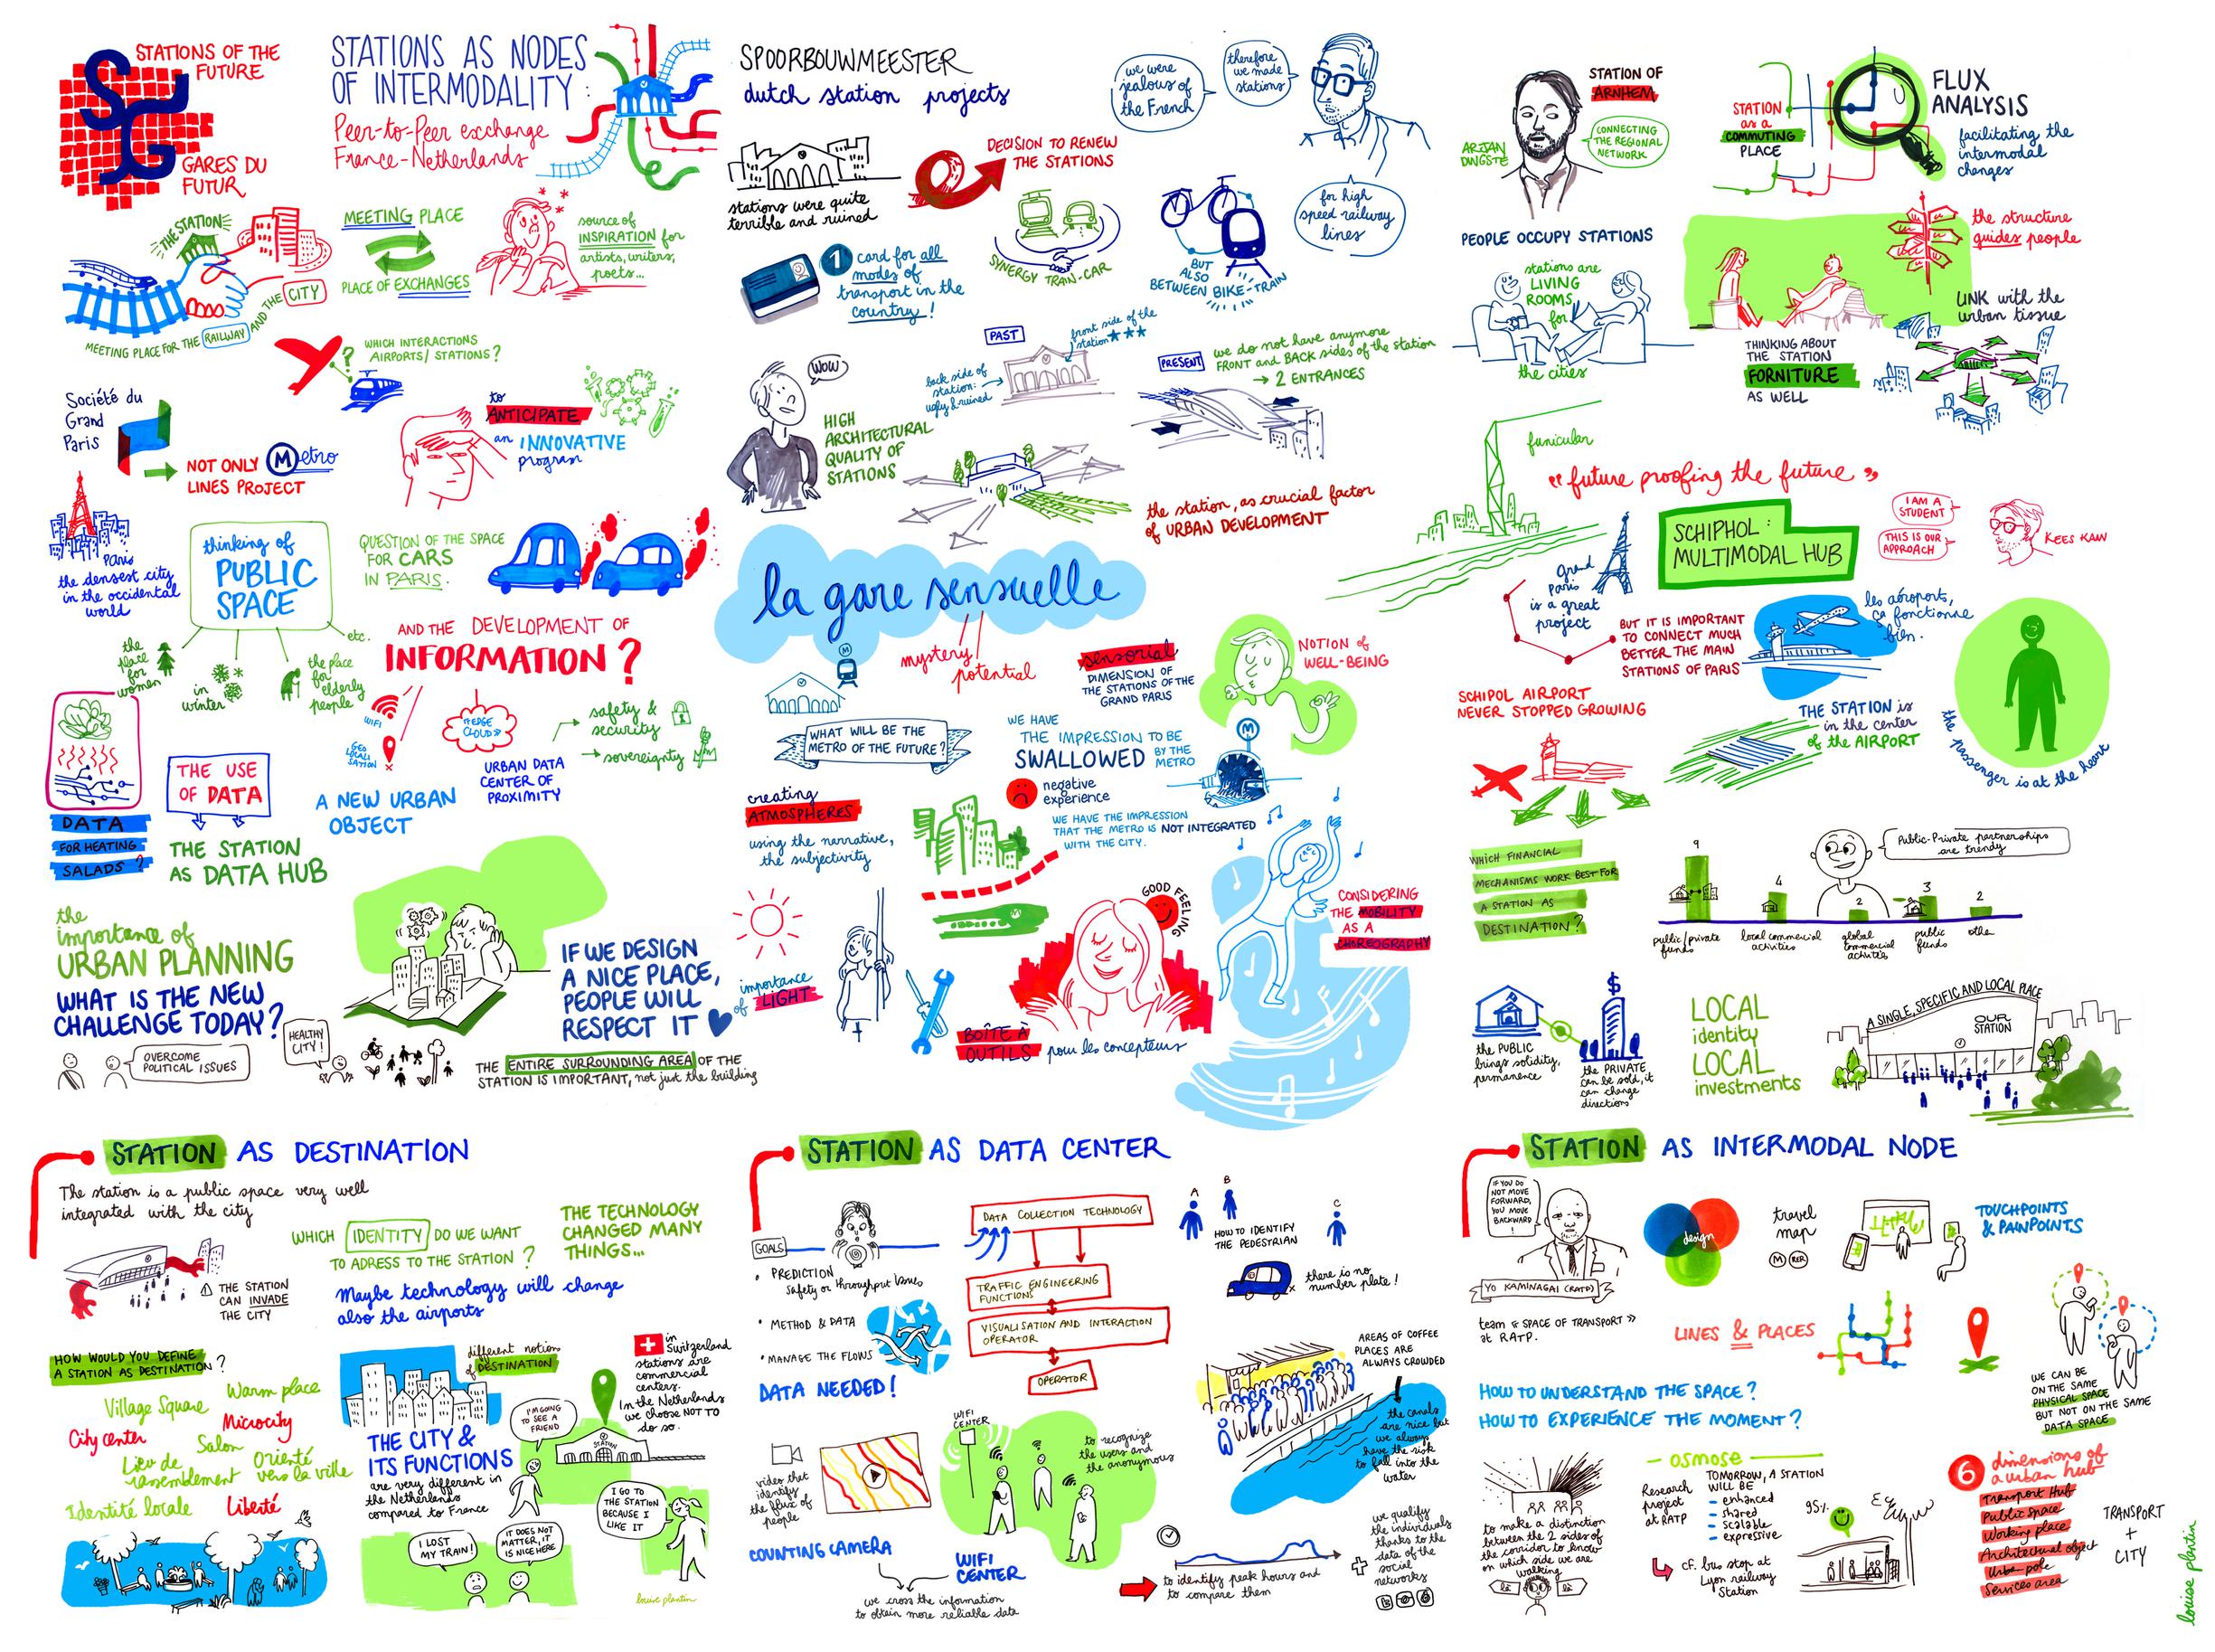 STATIONS OF THE
FUTURE
SG
GARES DU
FUTUR
STATIONS AS NODES
OF INTERMODALITY :
Peer-to-Peer exchange
France-Netherlands
THE STATION
MEETING PLACE FOR THE RAILWAY AND THE CITY
MEETING PLACE
PLACE OF EXCHANGES
source of
INSPIRATION for
artists, writers,
poets...
? WHICH INTERACTIONS
AIRPORTS/ STATIONS ?
Société du
Grand
Paris
NOT ONLY Metro
LINES PROJECT
to
ANTICIPATE
an INNOVATIVE
program
Paris
the densest city
in the occidental
world
thinking of
PUBLIC
SPACE
the
place
for
women
in
winter
the place
for
elderly
people
etc.
QUESTION OF THE SPACE
FOR CARS
IN PARIS.
AND THE DEVELOPMENT OF
INFORMATION ?
WIFI
GEO
LOCALI
SATION
"EDGE
CLOUD"
URBAN DATA
CENTER OF
PROXIMITY
safety &
security
sovereignty
DATA
FOR HEATING
SALADS ?
THE USE
OF DATA
THE STATION
AS DATA HUB
A NEW URBAN
OBJECT
the
importance of
URBAN PLANNING
WHAT IS THE NEW
CHALLENGE TODAY?
OVERCOME
POLITICAL ISSUES
HEALTHY
CITY !
IF WE DESIGN
A NICE PLACE,
PEOPLE WILL
RESPECT IT
THE ENTIRE SURROUNDING AREA OF THE
STATION IS IMPORTANT, not just the building
SPOORBOUWMEESTER
dutch station projects
we were
jealous of
the French
therefore
we made
stations
for high
speed railway
lines
stations were quite
terrible and ruined
DECISION TO RENEW
THE STATIONS
1 card for all
modes of
transport in the
country !
SYNERGY TRAIN-CAR
BUT
ALSO
BETWEEN BIKE-TRAIN
WOW
HIGH
ARCHITECTURAL
QUALITY OF
STATIONS
PAST
front side of the
station ★★★
back side of
station:
ugly & ruined
PRESENT
we do not have anymore
FRONT and BACK sides of the station
→ 2 ENTRANCES
the station, as crucial factor
of URBAN DEVELOPMENT
la gare sensuelle
mystery
potential
M
WHAT WILL BE THE
METRO OF THE FUTURE ?
sensorial
DIMENSION OF
THE STATIONS OF THE
GRAND PARIS
NOTION of
WELL-BEING
WE HAVE
THE IMPRESSION TO BE
SWALLOWED BY THE
METRO
M
negative
experience
WE HAVE THE IMPRESSION
THAT THE METRO IS NOT INTEGRATED
WITH THE CITY.
creating
ATMOSPHERES
using the narrative,
the subjectivity
M
importance
of LIGHT
GOOD FEELING
BOÎTE À
OUTILS pour les concepteurs
CONSIDERING
THE MOBILITY
AS A
CHOREOGRAPHY
ARJAN
DINGSTE
STATION OF
ARNHEM
CONNECTING
THE REGIONAL
NETWORK
STATION
as a
COMMUTING
PLACE
FLUX
ANALYSIS
facilitating the
intermodal
changes
PEOPLE OCCUPY STATIONS
stations are
LIVING
ROOMS
for
the cities
the structure
guides people
THINKING ABOUT
THE STATION
FORNITURE
AS WELL
LINK with the
urban tissue
funicular
" future proofing the future "
SCHIPHOL :
MULTIMODAL HUB
I AM A
STUDENT
THIS IS OUR
APPROACH
KEES KAAN
Grand
Paris
is a great
project
BUT IT IS IMPORTANT
TO CONNECT MUCH
BETTER THE MAIN
STATIONS OF PARIS
les aéroports,
ça fonctionne
bien.
SCHIPOL AIRPORT
NEVER STOPPED GROWING
THE STATION is
in the center
of the AIRPORT
the passenger is at the heart
WHICH FINANCIAL
MECHANISMS WORK BEST FOR
A STATION AS
DESTINATION ?
Public-Private partnerships
are trendy
9
4
2
3
2
public/private
funds
local commercial
activities
global
commercial
activities
public
funds
other
the PUBLIC
brings solidity,
permanence
$
the PRIVATE
can be sold, it
can change
directions
LOCAL
identity
LOCAL
investments
A SINGLE, SPECIFIC AND LOCAL PLACE
OUR
STATION
STATION AS DESTINATION
The station is a public space very well
integrated with the city
THE STATION
CAN INVADE
THE CITY
WHICH IDENTITY DO WE WANT
TO ADRESS TO THE STATION ?
THE TECHNOLOGY
CHANGED MANY
THINGS...
Maybe technology will change
also the airports
HOW WOULD YOU DEFINE
A STATION AS DESTINATION ?
Village Square
Warm place
City center
Microcity
Salon
Lieu de
rassemblement
Orienté
vers la ville
Identité locale
Liberté
different notions
of DESTINATION
THE CITY &
ITS FUNCTIONS
are very different in
the Netherlands
compared to France
in
Switzerland
stations are
commercial
centers.
In the Netherlands
we choose NOT TO
do so.
I'M GOING
TO SEE A
FRIEND
STATION
I GO TO
THE STATION
BECAUSE I
LIKE IT
I LOST
MY TRAIN !
IT DOES NOT
MATTER, IT
IS NICE HERE
louise plantin
STATION AS DATA CENTER
GOALS
• PREDICTION
Safety or throughput issues
• METHOD & DATA
• MANAGE THE FLOWS
DATA NEEDED !
DATA COLLECTION TECHNOLOGY
TRAFFIC ENGINEERING
FUNCTIONS
VISUALISATION AND INTERACTION
OPERATOR
OPERATOR
A
B
C
HOW TO IDENTIFY
THE PEDESTRIAN
there is no
number plate !
AREAS OF COFFEE
PLACES ARE
ALWAYS CROWDED
the canals
are nice but
we always
have the risk
to fall into the
water
video that
identify
the flux of
people
COUNTING CAMERA
WIFI
CENTER
to recognize
the users and
the anonymous
WIFI
CENTER
we cross the information
to obtain more reliable data
to identify peak hours and
to compare them
we qualify
the individuals
thanks to the
data of the
social
networks
STATION AS INTERMODAL NODE
IF YOU DO
NOT MOVE
FORWARD,
YOU MOVE
BACKWARD
!
YO KAMINAGAI (RATP)
team « SPACE OF TRANSPORT »
at RATP.
design
travel
map
M RER
TOUCHPOINTS
& PAINPOINTS
LINES & PLACES
WE CAN BE
ON THE SAME
PHYSICAL SPACE
BUT NOT ON THE SAME
DATA SPACE
HOW TO UNDERSTAND THE SPACE ?
HOW TO EXPERIENCE THE MOMENT ?
to make a distinction
between the 2 sides of
the corridor to know
on which side we are
walking
là
là
- OSMOSE -
Research
project
at RATP
TOMORROW, A STATION
WILL BE
- enhanced
- shared
- scalable
- expressive
cf. bus stop at
Lyon railway
Station
95%
6 dimensions of
a urban hub
Transport Hub
Public Space
Working place
Architectural object
Urban pole
Services area
TRANSPORT
+
CITY
louise plantin